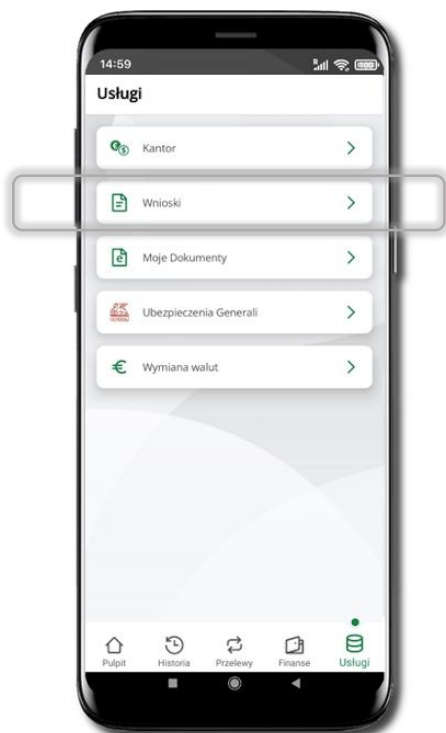 14:59
Usługi
Kantor
Wnioski
Moje Dokumenty
Ubezpieczenia Generali
Wymiana walut
Pulpit
Historia
Przelewy
Finanse
Usługi